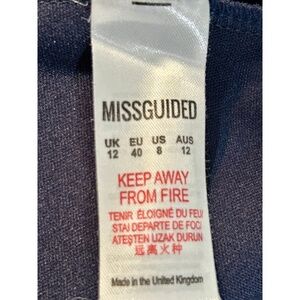 MISSGUIDED
UK EU US AUS
12 40 8 12
KEEP AWAY
FROM FIRE
TENIR ÉLOIGNÉ DU FEU
STAI DEPARTE DE FOC
ATEŞTEN UZAK DURUN
远离火种
Made in the United Kingdom